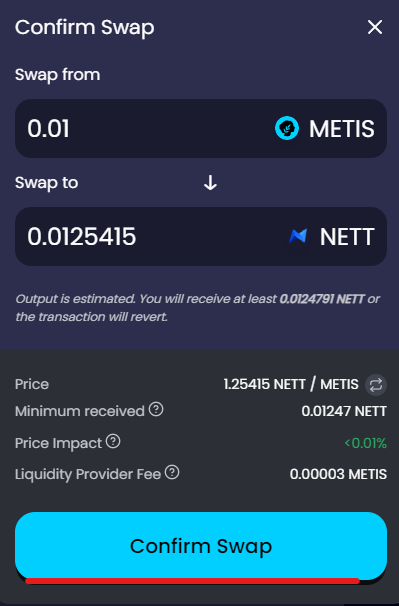 Confirm Swap
Swap from
0.01 METIS
Swap to
0.0125415 NETT
Output is estimated. You will receive at least 0.0124791 NETT or
the transaction will revert.
Price 1.25415 NETT / METIS
Minimum received 0.01247 NETT
Price Impact <0.01%
Liquidity Provider Fee 0.00003 METIS
Confirm Swap